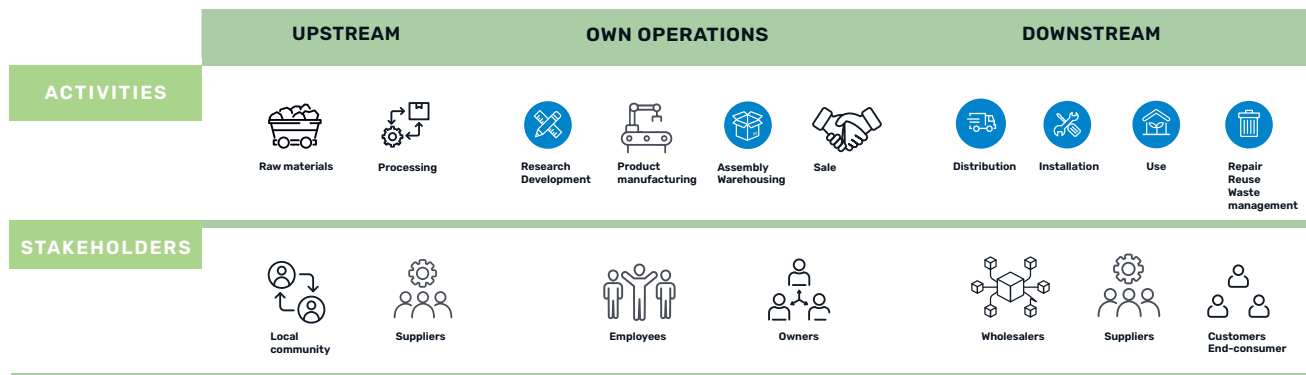 UPSTREAM
OWN OPERATIONS
DOWNSTREAM
ACTIVITIES
Raw materials
Processing
Research
Development
Product
manufacturing
Assembly
Warehousing
Sale
Distribution
Installation
Use
Repair
Reuse
Waste
management
STAKEHOLDERS
Local
community
Suppliers
Employees
Owners
Wholesalers
Suppliers
Customers
End-consumer